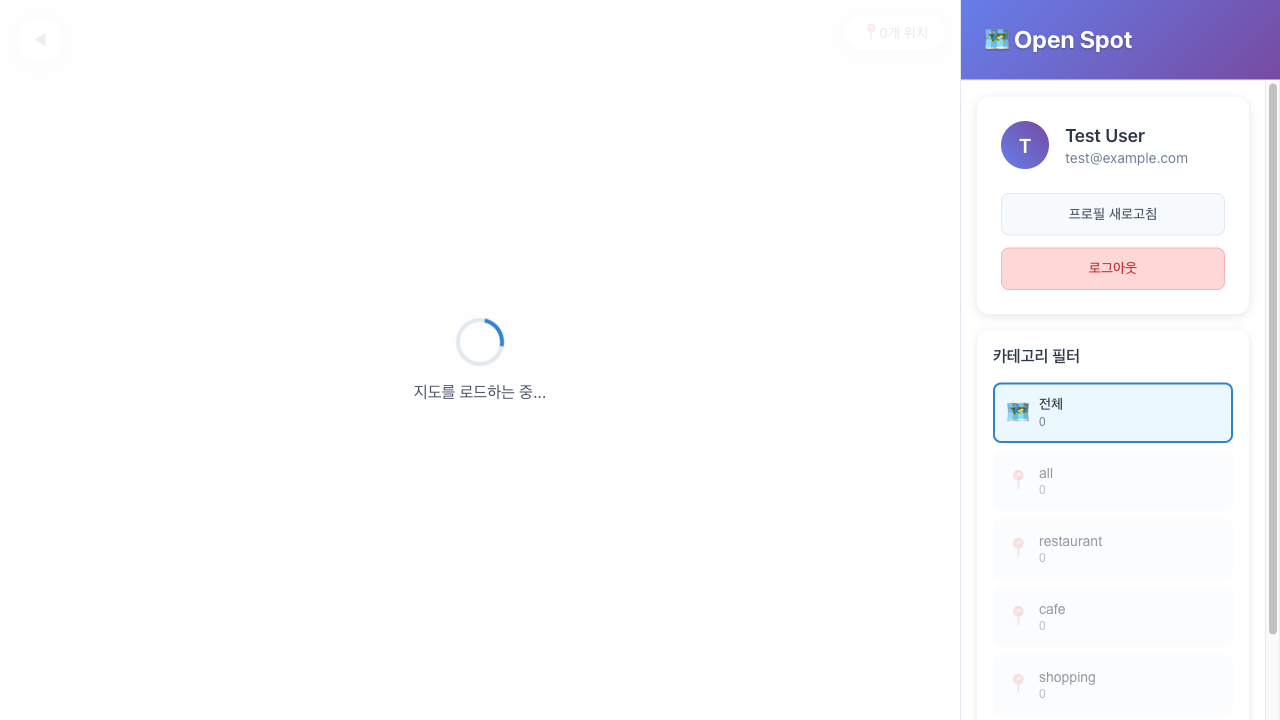 ◀
0개 위치
지도를 로드하는 중...
Open Spot
T
Test User
test@example.com
프로필 새로고침
로그아웃
카테고리 필터
전체
0
all
0
restaurant
0
cafe
0
shopping
0